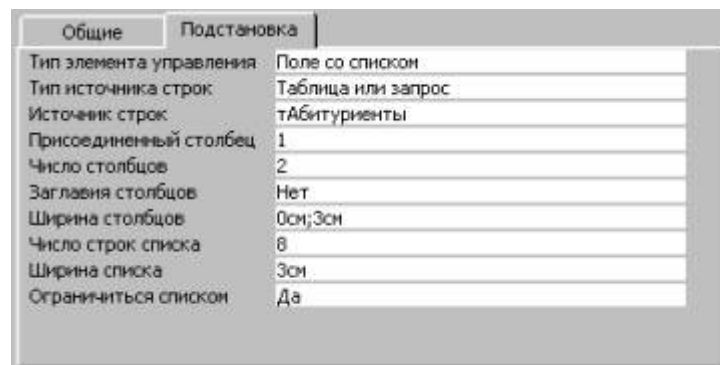 Общие Подстановка
Тип элемента управления Поле со списком
Тип источника строк Таблица или запрос
Источник строк тАбитуриенты
Присоединенный столбец 1
Число столбцов 2
Заглавия столбцов Нет
Ширина столбцов 0см;3см
Число строк списка 8
Ширина списка 3см
Ограничиться списком Да